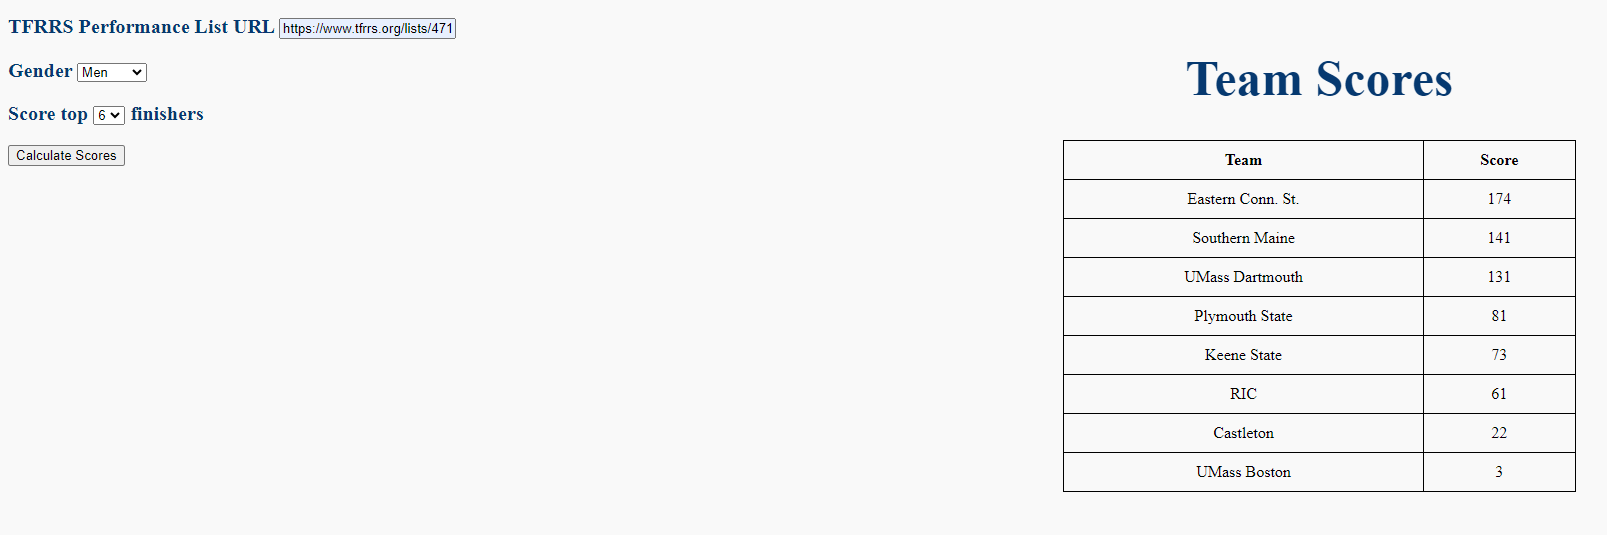 TFRRS Performance List URL https://www.tfrrs.org/lists/471
Gender Men
Score top 6 finishers
Calculate Scores
Team Scores
Team Score
Eastern Conn. St. 174
Southern Maine 141
UMass Dartmouth 131
Plymouth State 81
Keene State 73
RIC 61
Castleton 22
UMass Boston 3